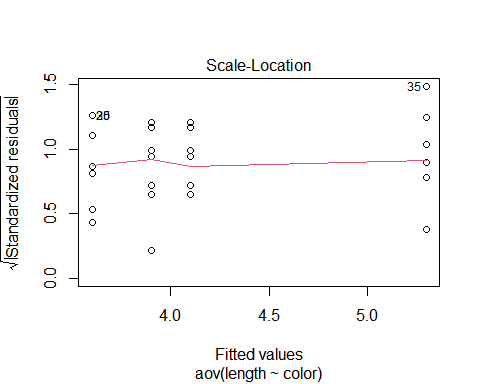 Scale-Location
√|Standardized residuals|
1.5
1.0
0.5
0.0
35
4.0 4.5 5.0
Fitted values
aov(length ~ color)